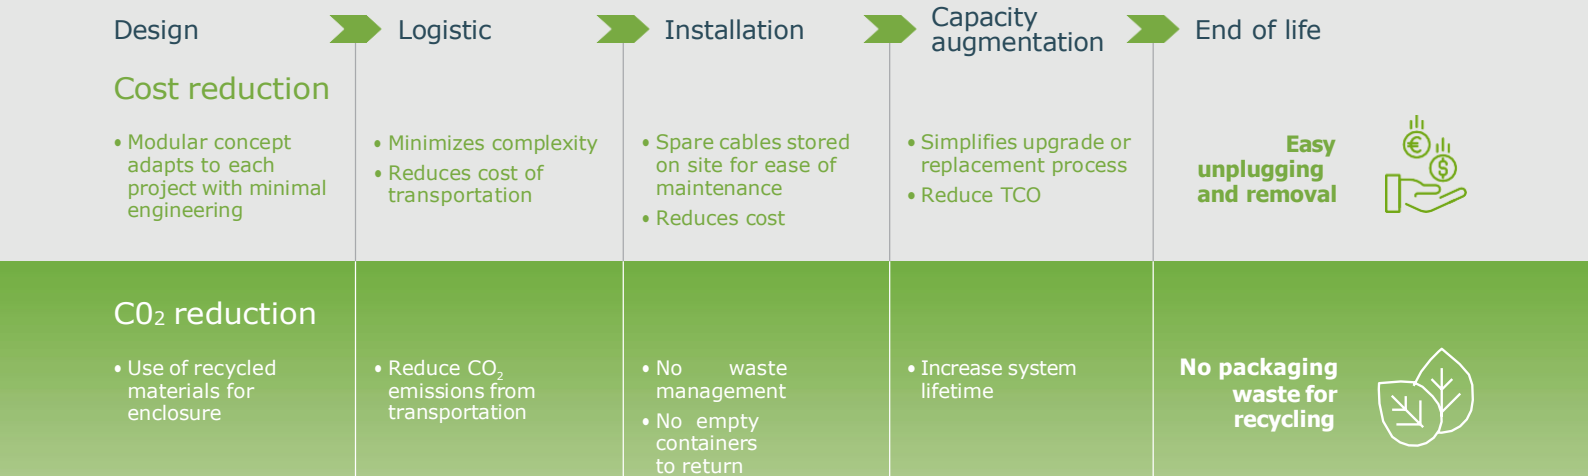 Design
Logistic
Installation
Capacity
augmentation
End of life
Cost reduction
• Modular concept
adapts to each
project with minimal
engineering
• Minimizes complexity
• Reduces cost of
transportation
• Spare cables stored
on site for ease of
maintenance
• Reduces cost
• Simplifies upgrade or
replacement process
• Reduce TCO
Easy
unplugging
and removal
€
$
C0₂ reduction
• Use of recycled
materials for
enclosure
• Reduce CO₂
emissions from
transportation
• No waste
management
• No empty
containers
to return
• Increase system
lifetime
No packaging
waste for
recycling